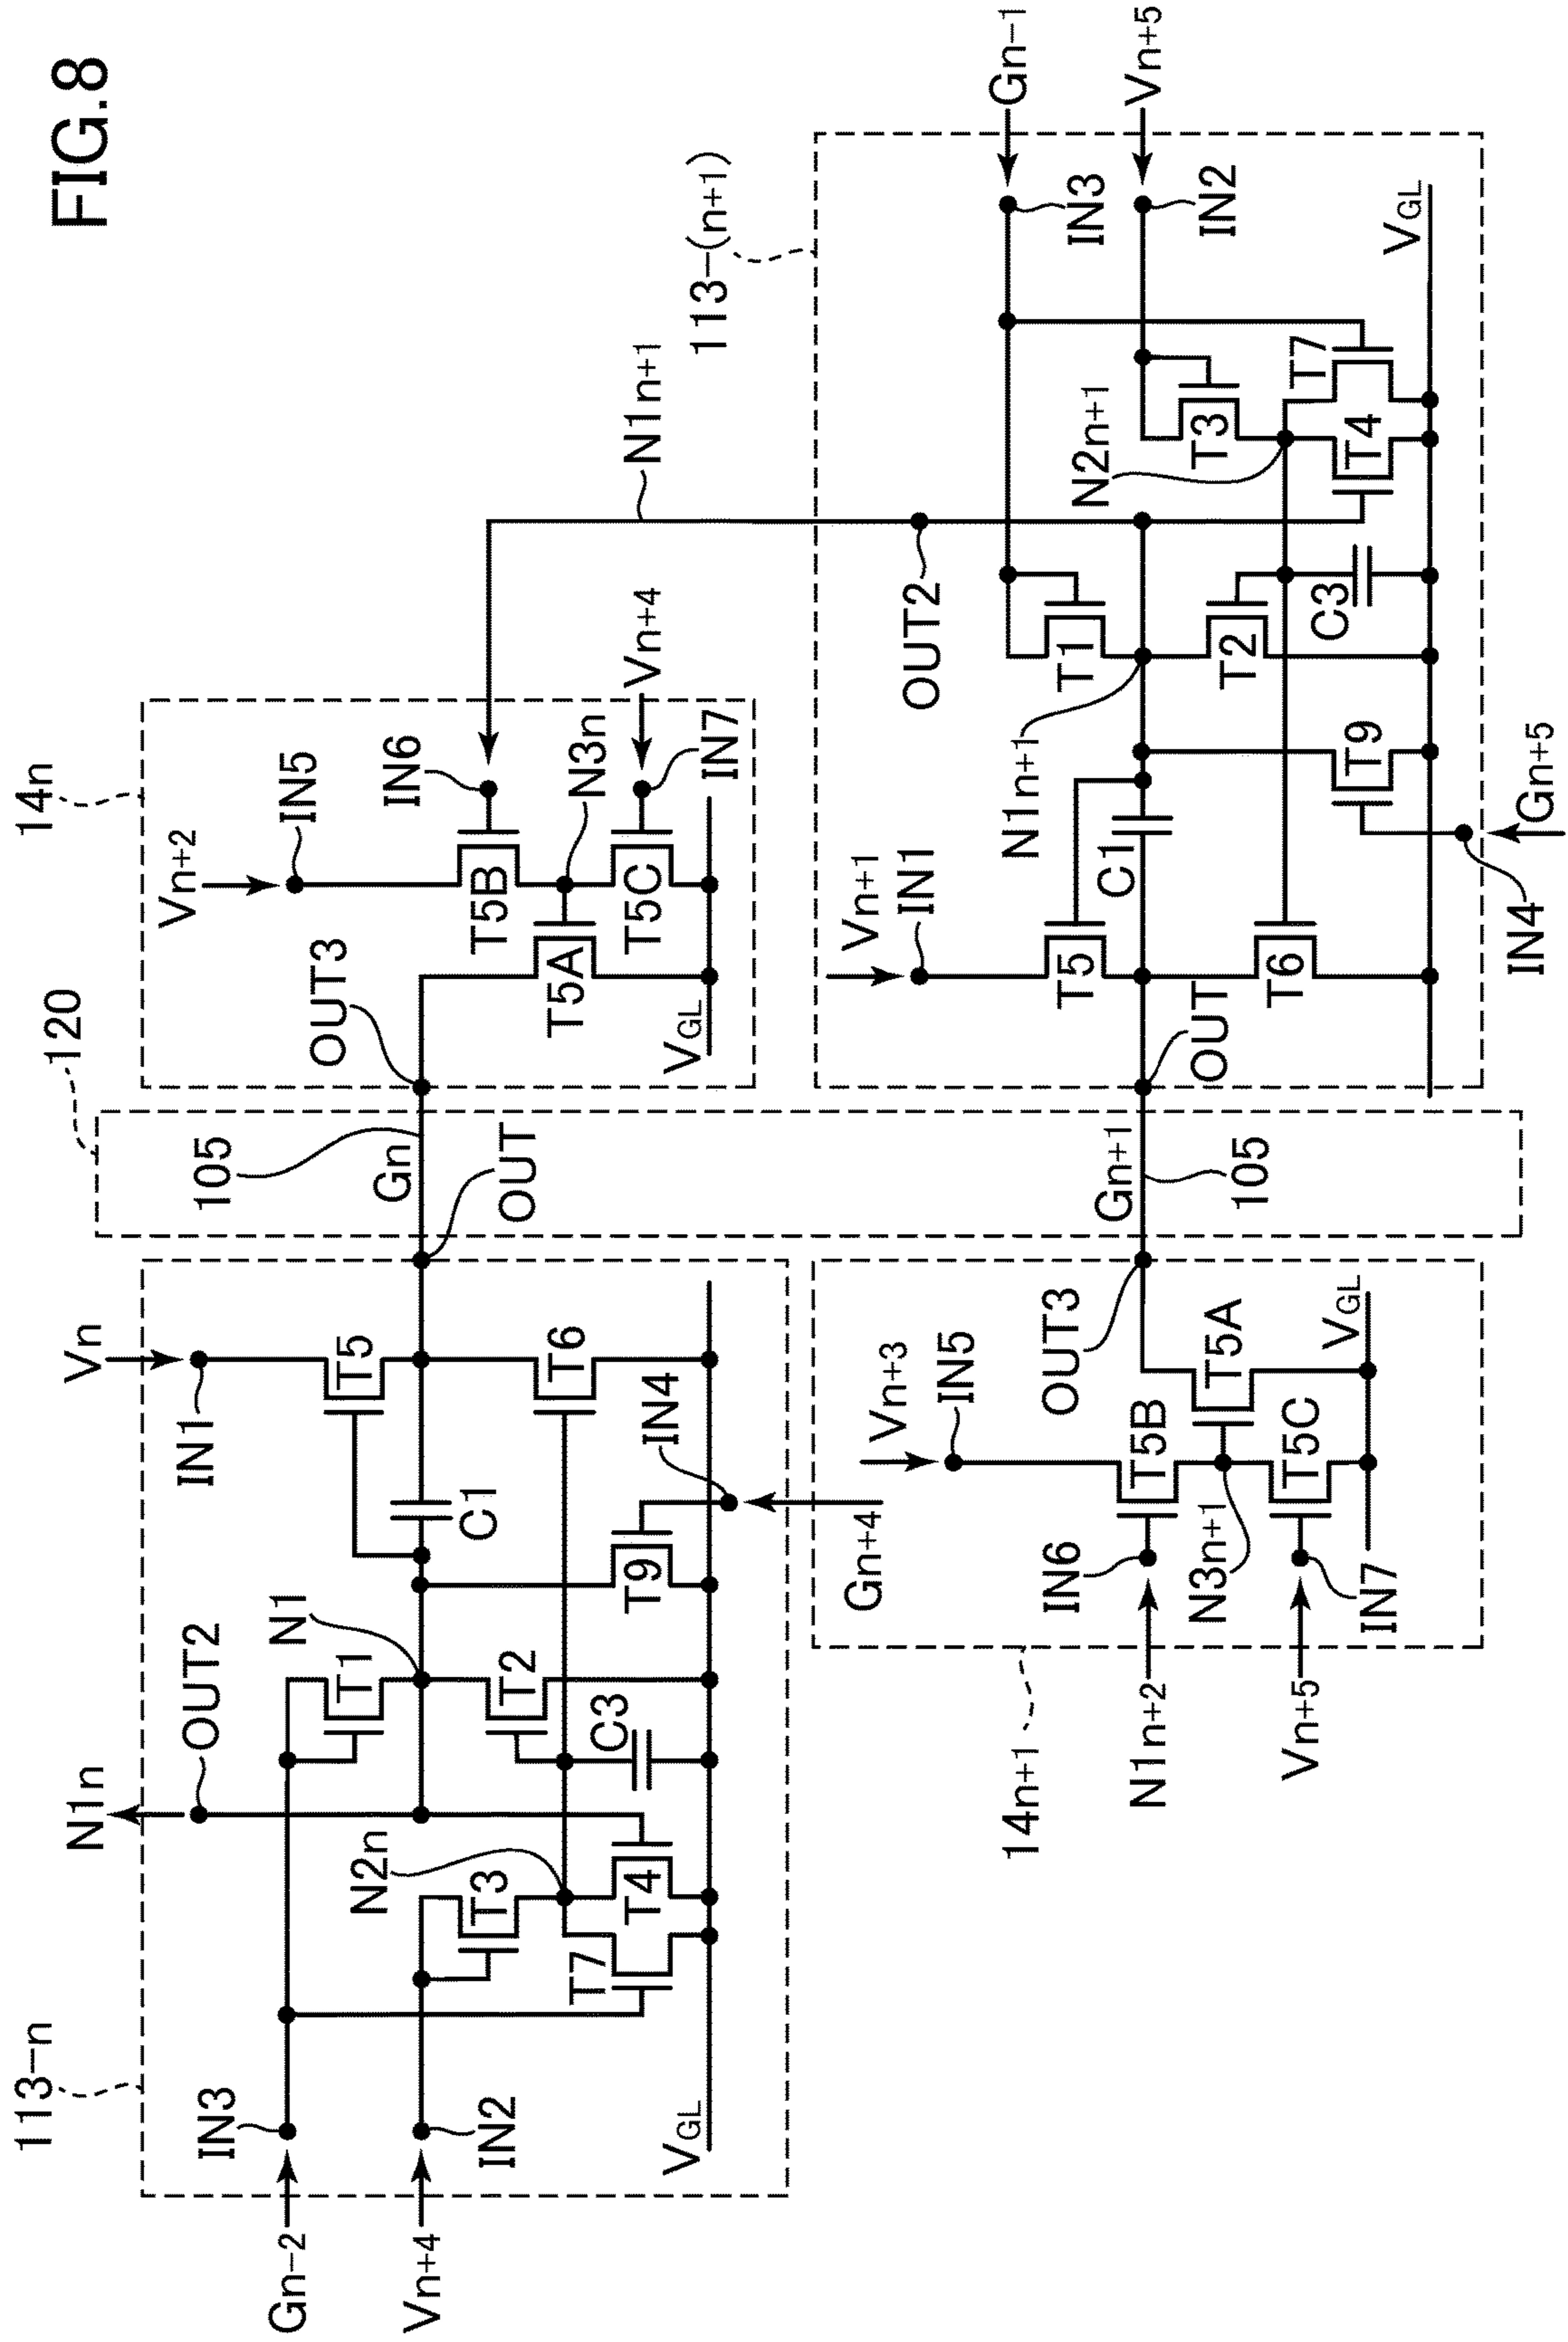 FIG.8
113-n
Gn-2
IN3
Vn+4
IN2
N1n
OUT2
N1
N2n
T1
T2
T3
T4
T7
C3
T9
C1
Vn
IN1
T5
T6
IN4
Gn+4
VGL
OUT
120
105
Gn
OUT3
14n
Vn+2
IN5
IN6
T5B
T5A
T5C
N3n
Vn+4
IN7
VGL
N1n+1
14n+1
Vn+3
IN5
IN6
N1n+2
T5B
T5A
T5C
N3n+1
IN7
Vn+5
VGL
OUT3
Gn+1
105
OUT
113-(n+1)
Vn+1
IN1
T5
T6
C1
N1n+1
OUT2
T1
T2
T9
C3
N2n+1
T3
T4
T7
Gn-1
IN3
Vn+5
IN2
VGL
IN4
Gn+5